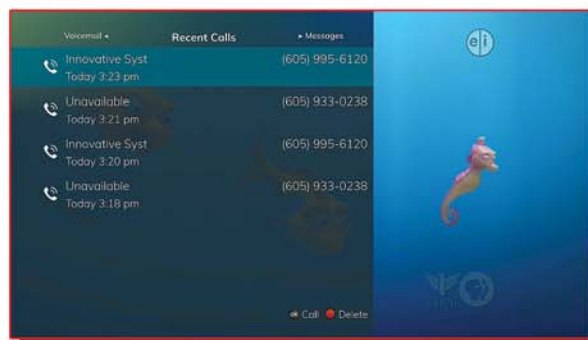 Voicemail ◂ Recent Calls ▸ Messages
e i
Innovative Syst (605) 995-6120
Today 3:23 pm
Unavailable (605) 933-0238
Today 3:21 pm
Innovative Syst (605) 995-6120
Today 3:20 pm
Unavailable (605) 933-0238
Today 3:18 pm
Call Delete